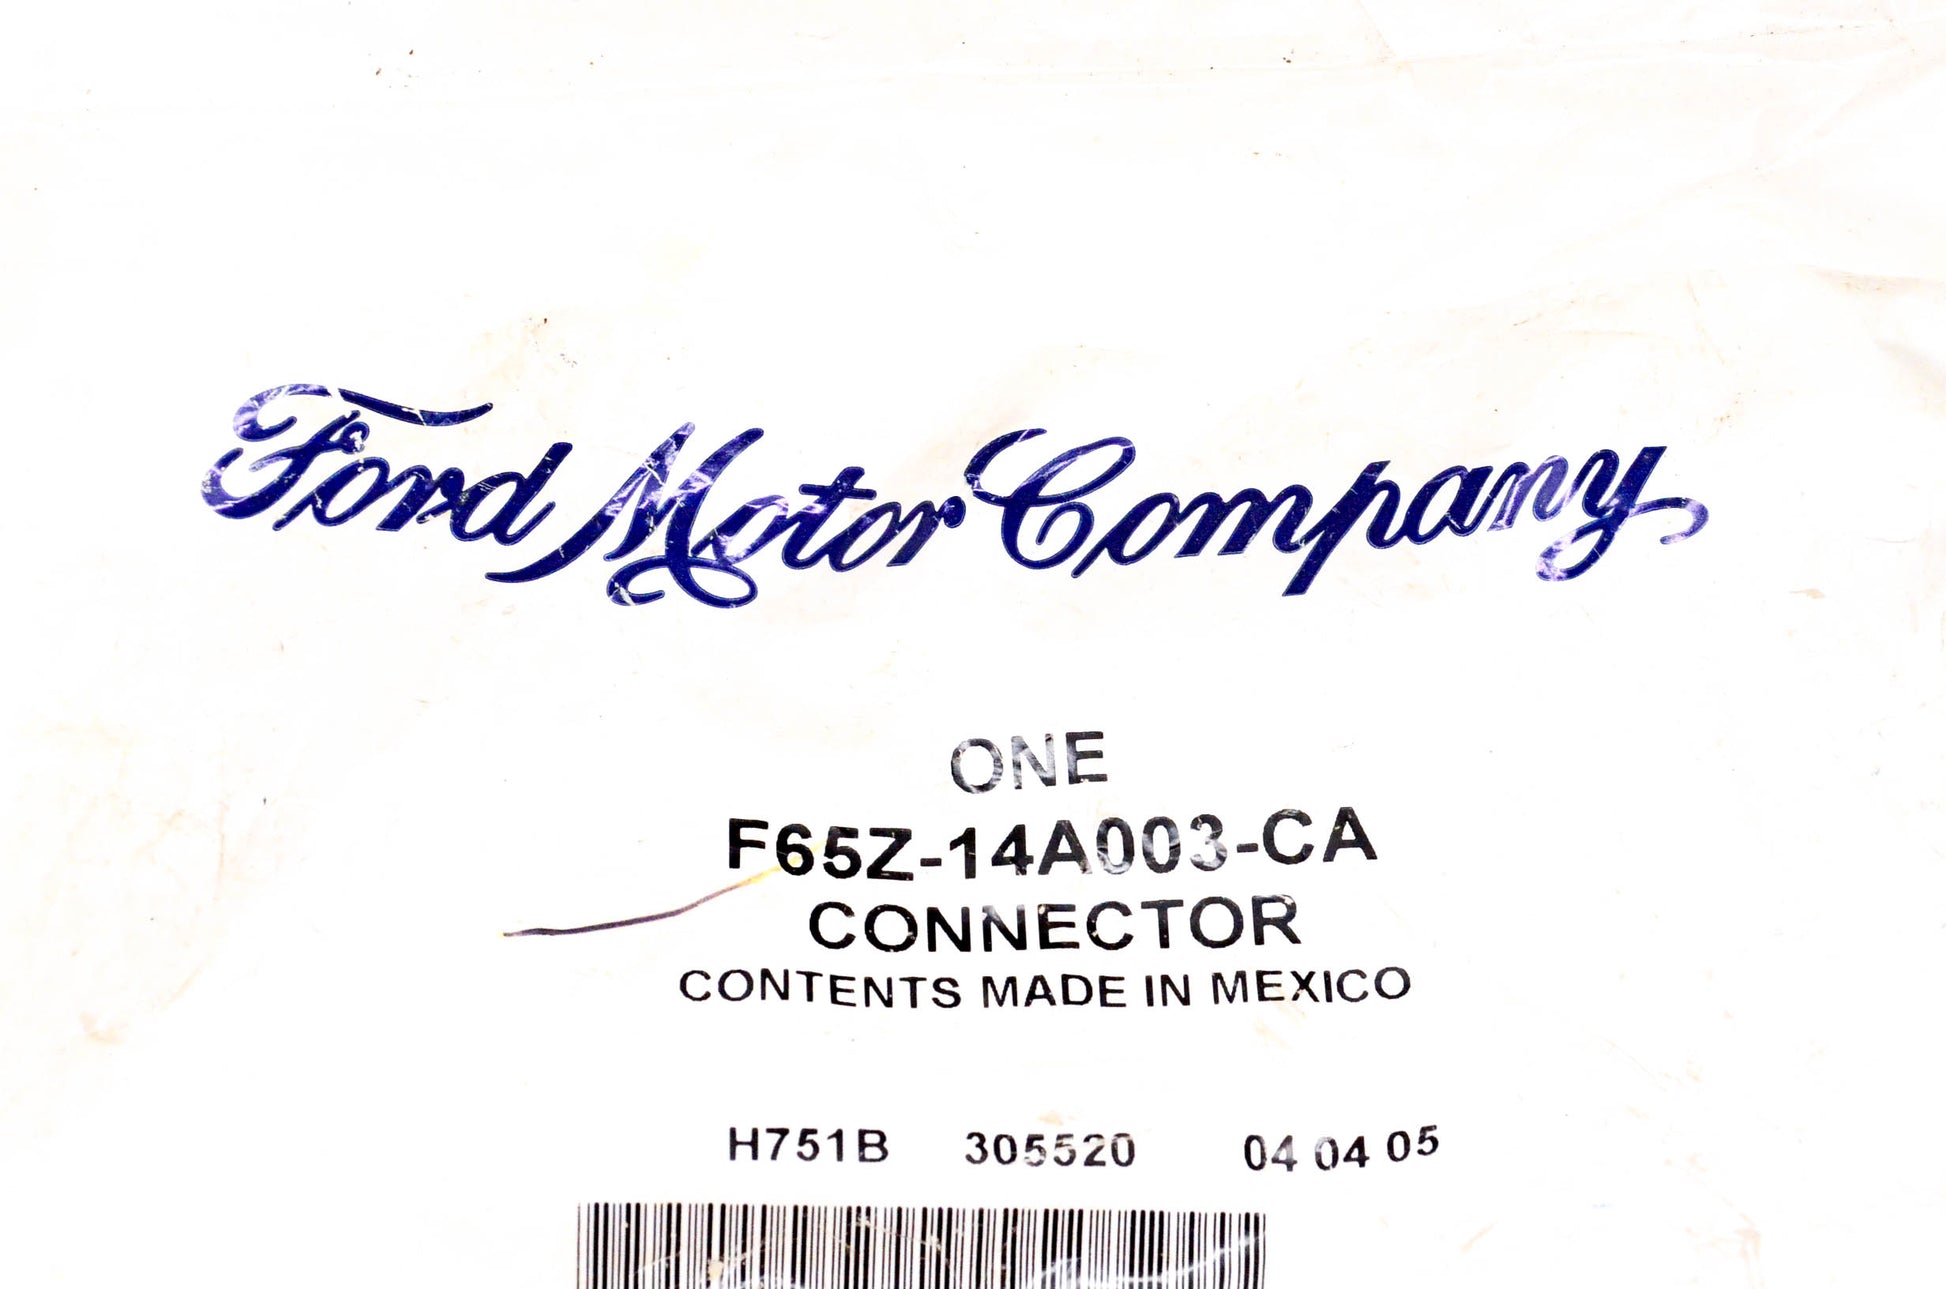 Ford Motor Company
ONE
F65Z-14A003-CA
CONNECTOR
CONTENTS MADE IN MEXICO
H751B 305520 04 04 05